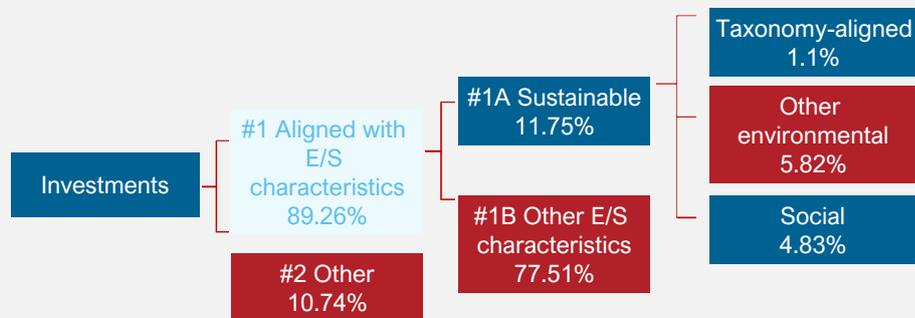 Investments
#1 Aligned with
E/S
characteristics
89.26%
#2 Other
10.74%
#1A Sustainable
11.75%
#1B Other E/S
characteristics
77.51%
Taxonomy-aligned
1.1%
Other
environmental
5.82%
Social
4.83%